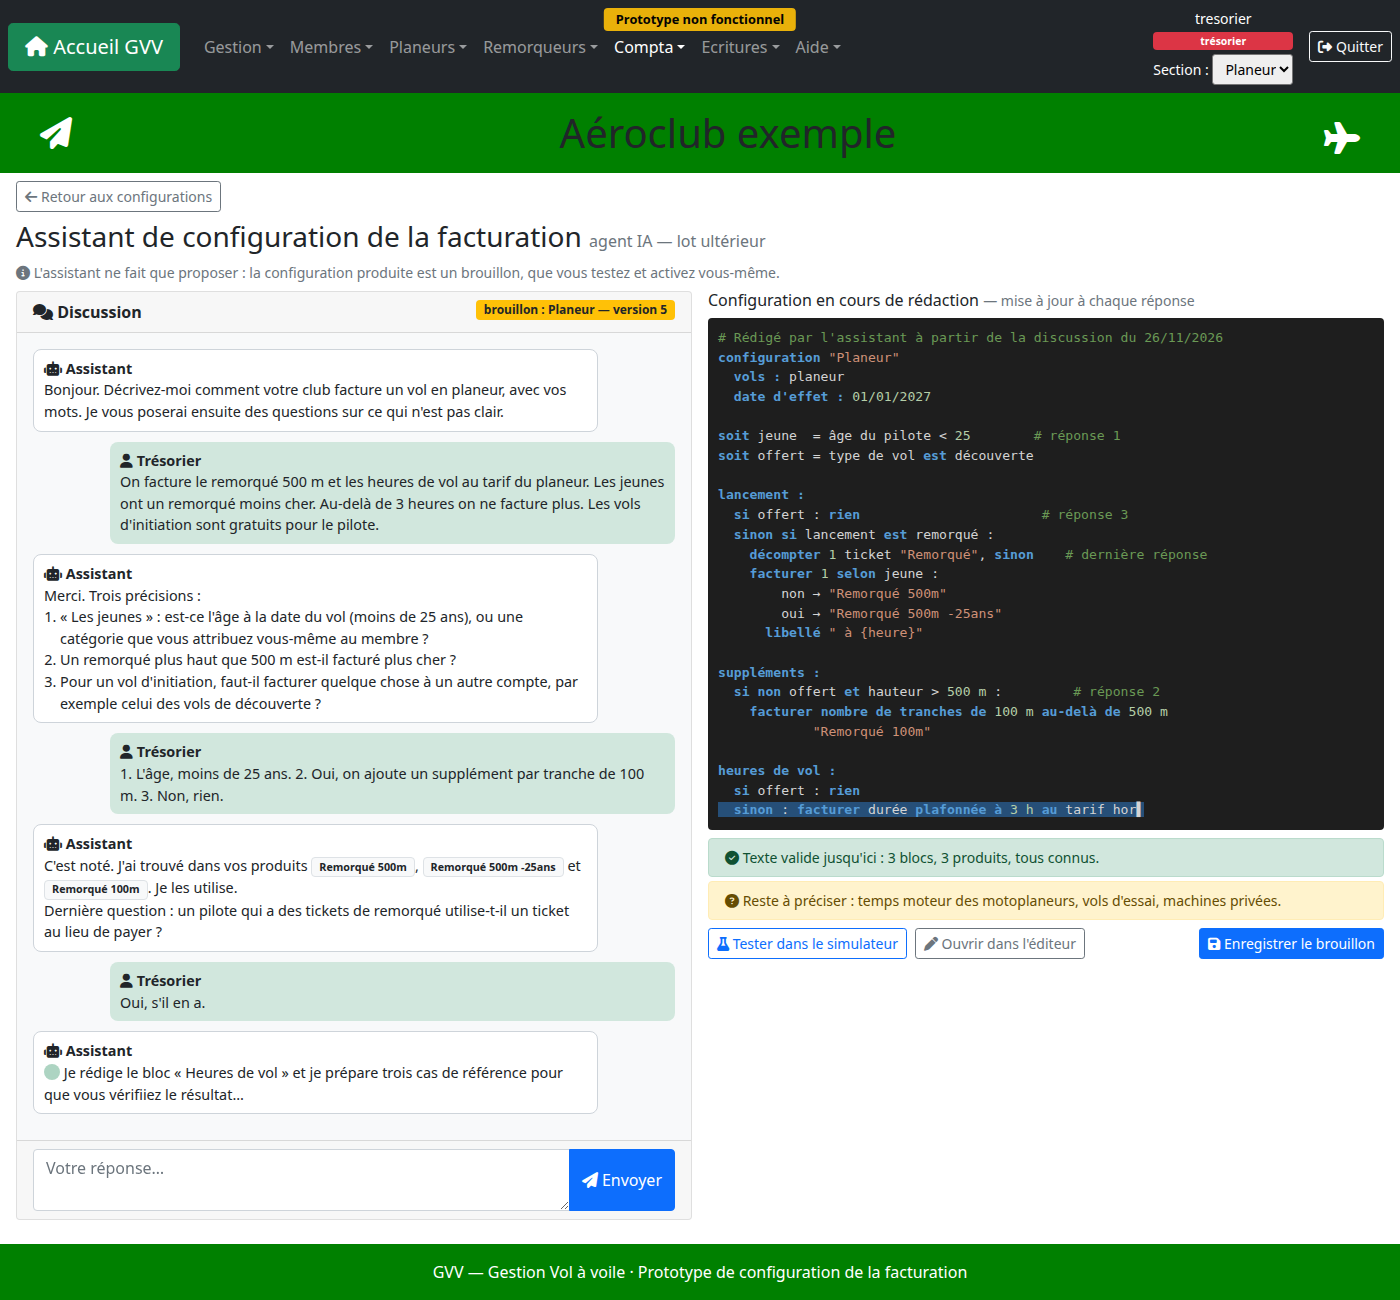 Prototype non fonctionnel
Accueil GVV
Gestion
Membres
Planeurs
Remorqueurs
Compta
Ecritures
Aide
tresorier
trésorier
Section :
Planeur
Quitter
Aéroclub exemple
Retour aux configurations
Assistant de configuration de la facturation agent IA — lot ultérieur
L'assistant ne fait que proposer : la configuration produite est un brouillon, que vous testez et activez vous-même.
Discussion
brouillon : Planeur — version 5
Assistant
Bonjour. Décrivez-moi comment votre club facture un vol en planeur, avec vos
mots. Je vous poserai ensuite des questions sur ce qui n'est pas clair.
Trésorier
On facture le remorqué 500 m et les heures de vol au tarif du planeur. Les jeunes
ont un remorqué moins cher. Au-delà de 3 heures on ne facture plus. Les vols
d'initiation sont gratuits pour le pilote.
Assistant
Merci. Trois précisions :
1. « Les jeunes » : est-ce l'âge à la date du vol (moins de 25 ans), ou une
catégorie que vous attribuez vous-même au membre ?
2. Un remorqué plus haut que 500 m est-il facturé plus cher ?
3. Pour un vol d'initiation, faut-il facturer quelque chose à un autre compte, par
exemple celui des vols de découverte ?
Trésorier
1. L'âge, moins de 25 ans. 2. Oui, on ajoute un supplément par tranche de 100
m. 3. Non, rien.
Assistant
C'est noté. J'ai trouvé dans vos produits Remorqué 500m, Remorqué 500m -25ans et
Remorqué 100m. Je les utilise.
Dernière question : un pilote qui a des tickets de remorqué utilise-t-il un ticket
au lieu de payer ?
Trésorier
Oui, s'il en a.
Assistant
Je rédige le bloc « Heures de vol » et je prépare trois cas de référence pour
que vous vérifiiez le résultat…
Votre réponse…
Envoyer
Configuration en cours de rédaction — mise à jour à chaque réponse
# Rédigé par l'assistant à partir de la discussion du 26/11/2026
configuration "Planeur"
vols : planeur
date d'effet : 01/01/2027
soit jeune = âge du pilote < 25 # réponse 1
soit offert = type de vol est découverte
lancement :
si offert : rien # réponse 3
sinon si lancement est remorqué :
décompter 1 ticket "Remorqué", sinon # dernière réponse
facturer 1 selon jeune :
non → "Remorqué 500m"
oui → "Remorqué 500m -25ans"
libellé " à {heure}"
suppléments :
si non offert et hauteur > 500 m : # réponse 2
facturer nombre de tranches de 100 m au-delà de 500 m
"Remorqué 100m"
heures de vol :
si offert : rien
sinon : facturer durée plafonnée à 3 h au tarif hor
Texte valide jusqu'ici : 3 blocs, 3 produits, tous connus.
Reste à préciser : temps moteur des motoplaneurs, vols d'essai, machines privées.
Tester dans le simulateur
Ouvrir dans l'éditeur
Enregistrer le brouillon
GVV — Gestion Vol à voile · Prototype de configuration de la facturation